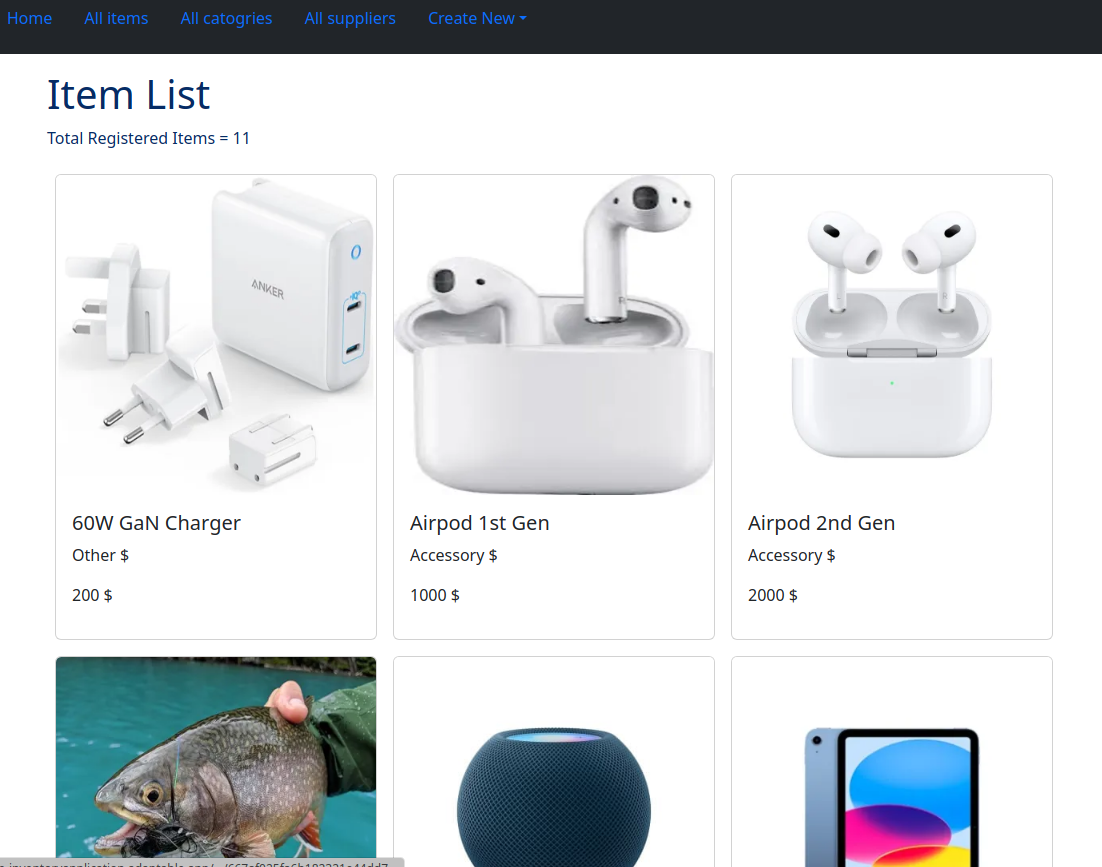 Home All items All catogries All suppliers Create New
Item List
Total Registered Items = 11
ANKER
60W GaN Charger
Other $
200 $
Airpod 1st Gen
Accessory $
1000 $
Airpod 2nd Gen
Accessory $
2000 $